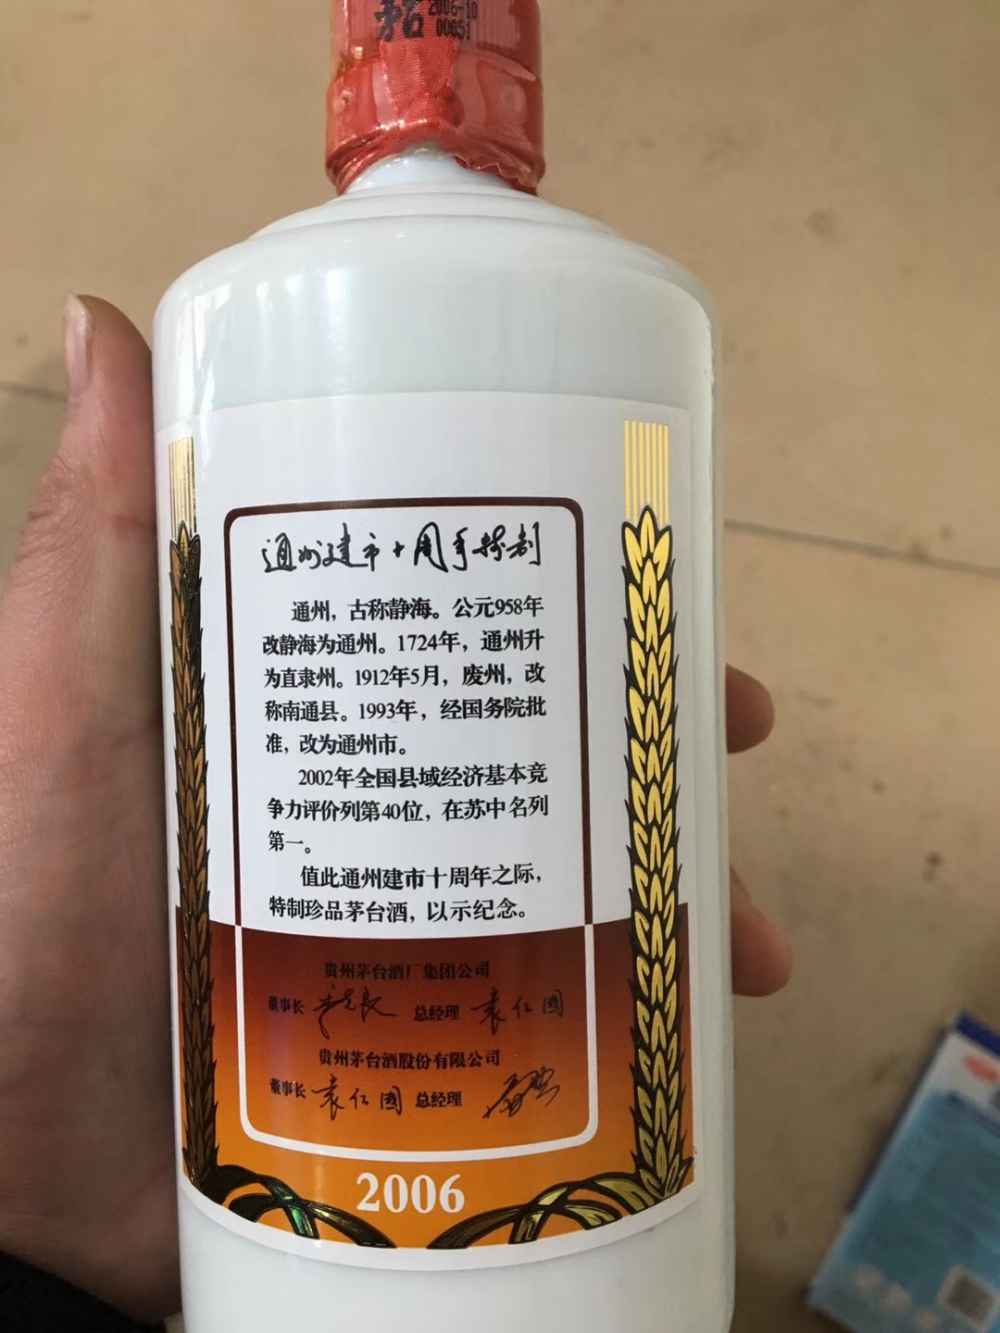 茅台 2006-10
00651
通州建市十周年特制
通州，古称静海。公元958年
改静海为通州。1724年，通州升
为直隶州。1912年5月，废州，改
称南通县。1993年，经国务院批
准，改为通州市。
2002年全国县域经济基本竞
争力评价列第40位，在苏中名列
第一。
值此通州建市十周年之际，
特制珍品茅台酒，以示纪念。
贵州茅台酒厂集团公司
董事长 季克良 总经理 袁仁国
贵州茅台酒股份有限公司
董事长 袁仁国 总经理
2006